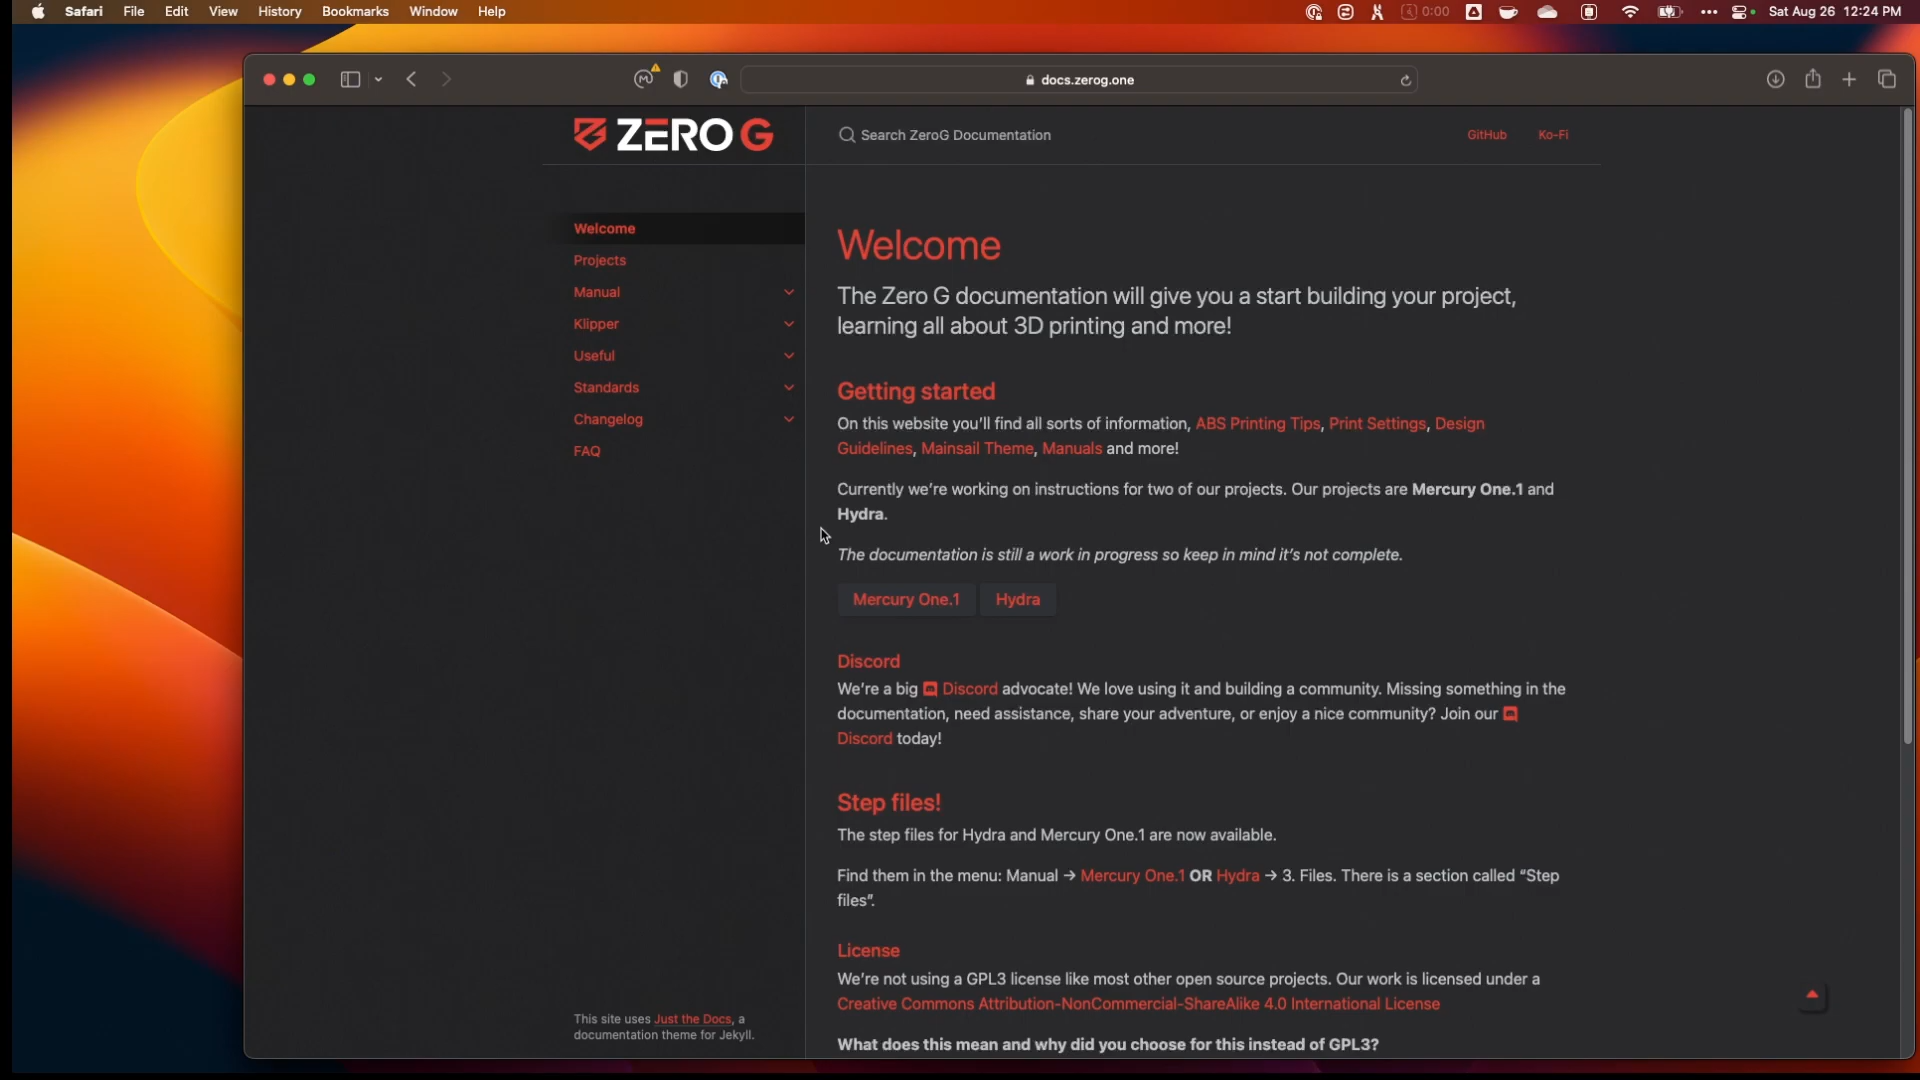 Safari File Edit View History Bookmarks Window Help 0:00 Sat Aug 26 12:24 PM
docs.zerog.one
ZERO G
Search ZeroG Documentation
GitHub Ko-Fi
Welcome
Projects
Manual
Klipper
Useful
Standards
Changelog
FAQ
This site uses Just the Docs, a
documentation theme for Jekyll.
Welcome
The Zero G documentation will give you a start building your project,
learning all about 3D printing and more!
Getting started
On this website you'll find all sorts of information, ABS Printing Tips, Print Settings, Design
Guidelines, Mainsail Theme, Manuals and more!
Currently we're working on instructions for two of our projects. Our projects are Mercury One.1 and
Hydra.
The documentation is still a work in progress so keep in mind it's not complete.
Mercury One.1 Hydra
Discord
We're a big Discord advocate! We love using it and building a community. Missing something in the
documentation, need assistance, share your adventure, or enjoy a nice community? Join our
Discord today!
Step files!
The step files for Hydra and Mercury One.1 are now available.
Find them in the menu: Manual → Mercury One.1 OR Hydra → 3. Files. There is a section called “Step
files”.
License
We're not using a GPL3 license like most other open source projects. Our work is licensed under a
Creative Commons Attribution-NonCommercial-ShareAlike 4.0 International License
What does this mean and why did you choose for this instead of GPL3?